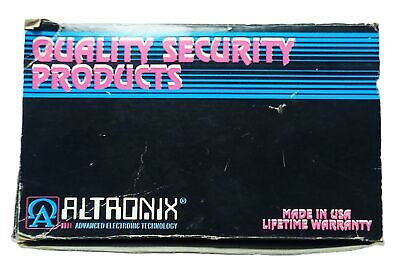 QUALITY SECURITY
PRODUCTS
ALTRONIX®
ADVANCED ELECTRONIC TECHNOLOGY
MADE IN USA
LIFETIME WARRANTY